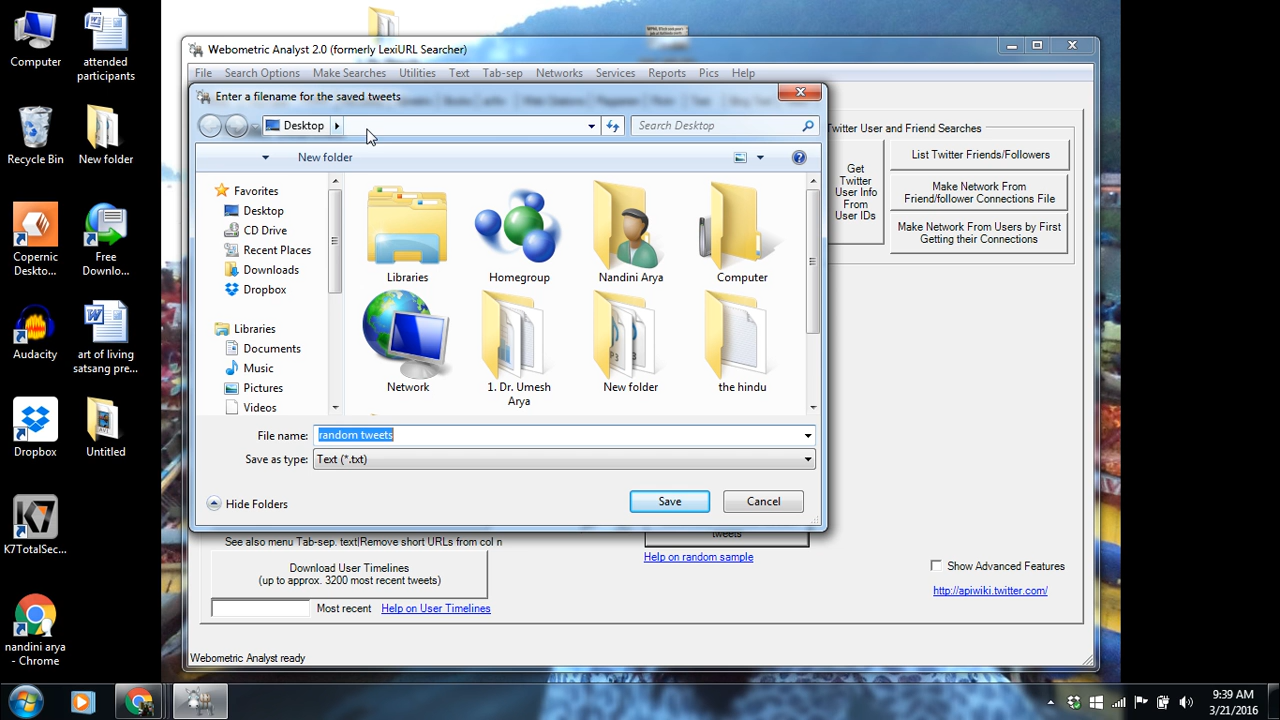 Computer
attended
participants
Recycle Bin
New folder
Copernic
Deskto...
Free
Downlo...
Audacity
art of living
satsang pre...
Dropbox
Untitled
K7TotalSec...
nandini arya
- Chrome
Webometric Analyst 2.0 (formerly LexiURL Searcher)
File Search Options Make Searches Utilities Text Tab-sep Networks Services Reports Pics Help
Enter a filename for the saved tweets
Desktop
Search Desktop
New folder
Favorites
Desktop
CD Drive
Recent Places
Downloads
Dropbox
Libraries
Documents
Music
Pictures
Videos
Libraries
Homegroup
Nandini Arya
Computer
Network
1. Dr. Umesh
Arya
New folder
the hindu
File name: random tweets
Save as type: Text (*.txt)
Hide Folders
Save
Cancel
Twitter User and Friend Searches
Get
Twitter
User Info
From
User IDs
List Twitter Friends/Followers
Make Network From
Friend/follower Connections File
Make Network From Users by First
Getting their Connections
See also menu Tab-sep. text|Remove short URLs from col n
tweets
Help on random sample
Download User Timelines
(up to approx. 3200 most recent tweets)
Most recent Help on User Timelines
Show Advanced Features
http://apiwiki.twitter.com/
Webometric Analyst ready
9:39 AM
3/21/2016